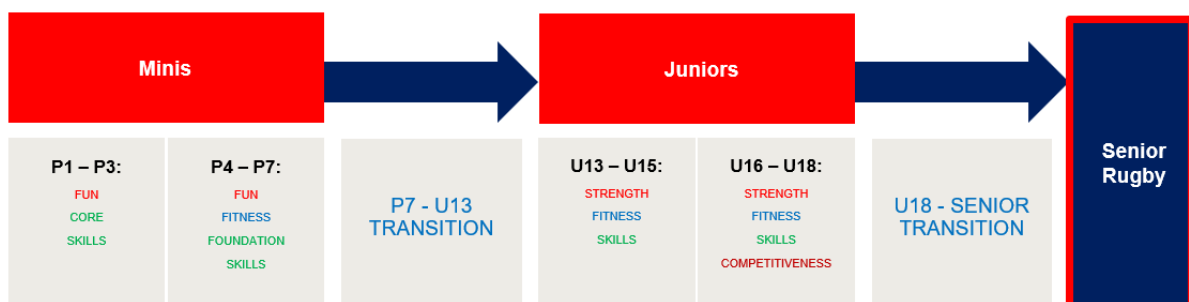 Minis
Juniors
Senior
Rugby
P1 – P3:
FUN
CORE
SKILLS
P4 – P7:
FUN
FITNESS
FOUNDATION
SKILLS
P7 - U13
TRANSITION
U13 – U15:
STRENGTH
FITNESS
SKILLS
U16 – U18:
STRENGTH
FITNESS
SKILLS
COMPETITIVENESS
U18 - SENIOR
TRANSITION